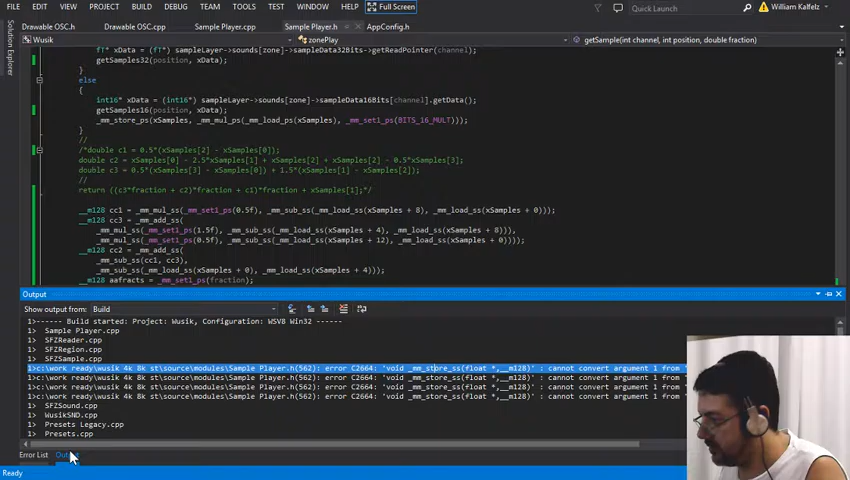 FILE EDIT VIEW PROJECT BUILD DEBUG TEAM TOOLS TEST WINDOW HELP Full Screen Quick Launch William Kalfelz
Drawable OSC.h Drawable OSC.cpp Sample Player.cpp Sample Player.h AppConfig.h
Solution Explorer
Wusik zonePlay getSample(int channel, int position, double fraction)
fT* xData = (fT*) sampleLayer->sounds[zone]->sampleData32Bits->getReadPointer(channel);
getSamples32(position, xData);
}
else
{
int16* xData = (int16*) sampleLayer->sounds[zone]->sampleData16Bits[channel].getData();
getSamples16(position, xData);
_mm_store_ps(xSamples, _mm_mul_ps(_mm_load_ps(xSamples), _mm_set1_ps(BITS_16_MULT)));
}
//
/*double c1 = 0.5*(xSamples[2] - xSamples[0]);
double c2 = xSamples[0] - 2.5*xSamples[1] + xSamples[2] + xSamples[2] - 0.5*xSamples[3];
double c3 = 0.5*(xSamples[3] - xSamples[0]) + 1.5*(xSamples[1] - xSamples[2]);
//
return ((c3*fraction + c2)*fraction + c1)*fraction + xSamples[1];*/
__m128 cc1 = _mm_mul_ss(_mm_set1_ps(0.5f), _mm_sub_ss(_mm_load_ss(xSamples + 8), _mm_load_ss(xSamples + 0)));
__m128 cc3 = _mm_add_ss(
_mm_mul_ss(_mm_set1_ps(1.5f), _mm_sub_ss(_mm_load_ss(xSamples + 4), _mm_load_ss(xSamples + 8))),
_mm_mul_ss(_mm_set1_ps(0.5f), _mm_sub_ss(_mm_load_ss(xSamples + 12), _mm_load_ss(xSamples + 0))));
__m128 cc2 = _mm_add_ss(
_mm_sub_ss(cc1, cc3),
_mm_sub_ss(_mm_load_ss(xSamples + 0), _mm_load_ss(xSamples + 4)));
__m128 aafracts = _mm_set1_ps(fraction);
Output
Show output from: Build
1>------ Build started: Project: Wusik, Configuration: WSV8 Win32 ------
1> Sample Player.cpp
1> SFZReader.cpp
1> SFZRegion.cpp
1> SFZSample.cpp
1>c:\work ready\wusik 4k 8k st\source\modules\Sample Player.h(562): error C2664: 'void _mm_store_ss(float *,__m128)' : cannot convert argument 1 from '
1>c:\work ready\wusik 4k 8k st\source\modules\Sample Player.h(562): error C2664: 'void _mm_store_ss(float *,__m128)' : cannot convert argument 1 from '
1>c:\work ready\wusik 4k 8k st\source\modules\Sample Player.h(562): error C2664: 'void _mm_store_ss(float *,__m128)' : cannot convert argument 1 from '
1>c:\work ready\wusik 4k 8k st\source\modules\Sample Player.h(562): error C2664: 'void _mm_store_ss(float *,__m128)' : cannot convert argument 1 from '
1> SFZSound.cpp
1> WusikSND.cpp
1> Presets Legacy.cpp
1> Presets.cpp
Error List Output
Ready